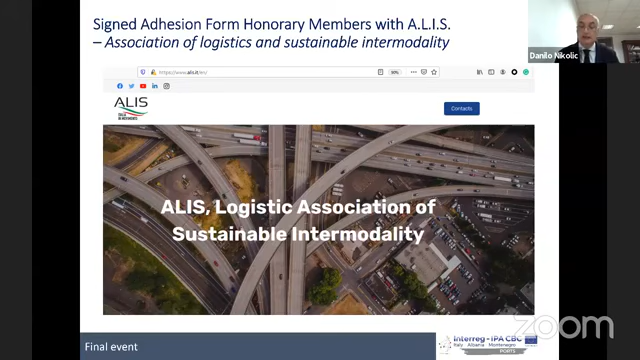 Signed Adhesion Form Honorary Members with A.L.I.S.
– Association of logistics and sustainable intermodality
Danilo Nikolic
https://www.alis.it/en/
30%
ALIS
Contacts
ALIS, Logistic Association of
Sustainable Intermodality
Final event
Interreg - IPA CBC
Italy Albania Montenegro
PORTS
zoom